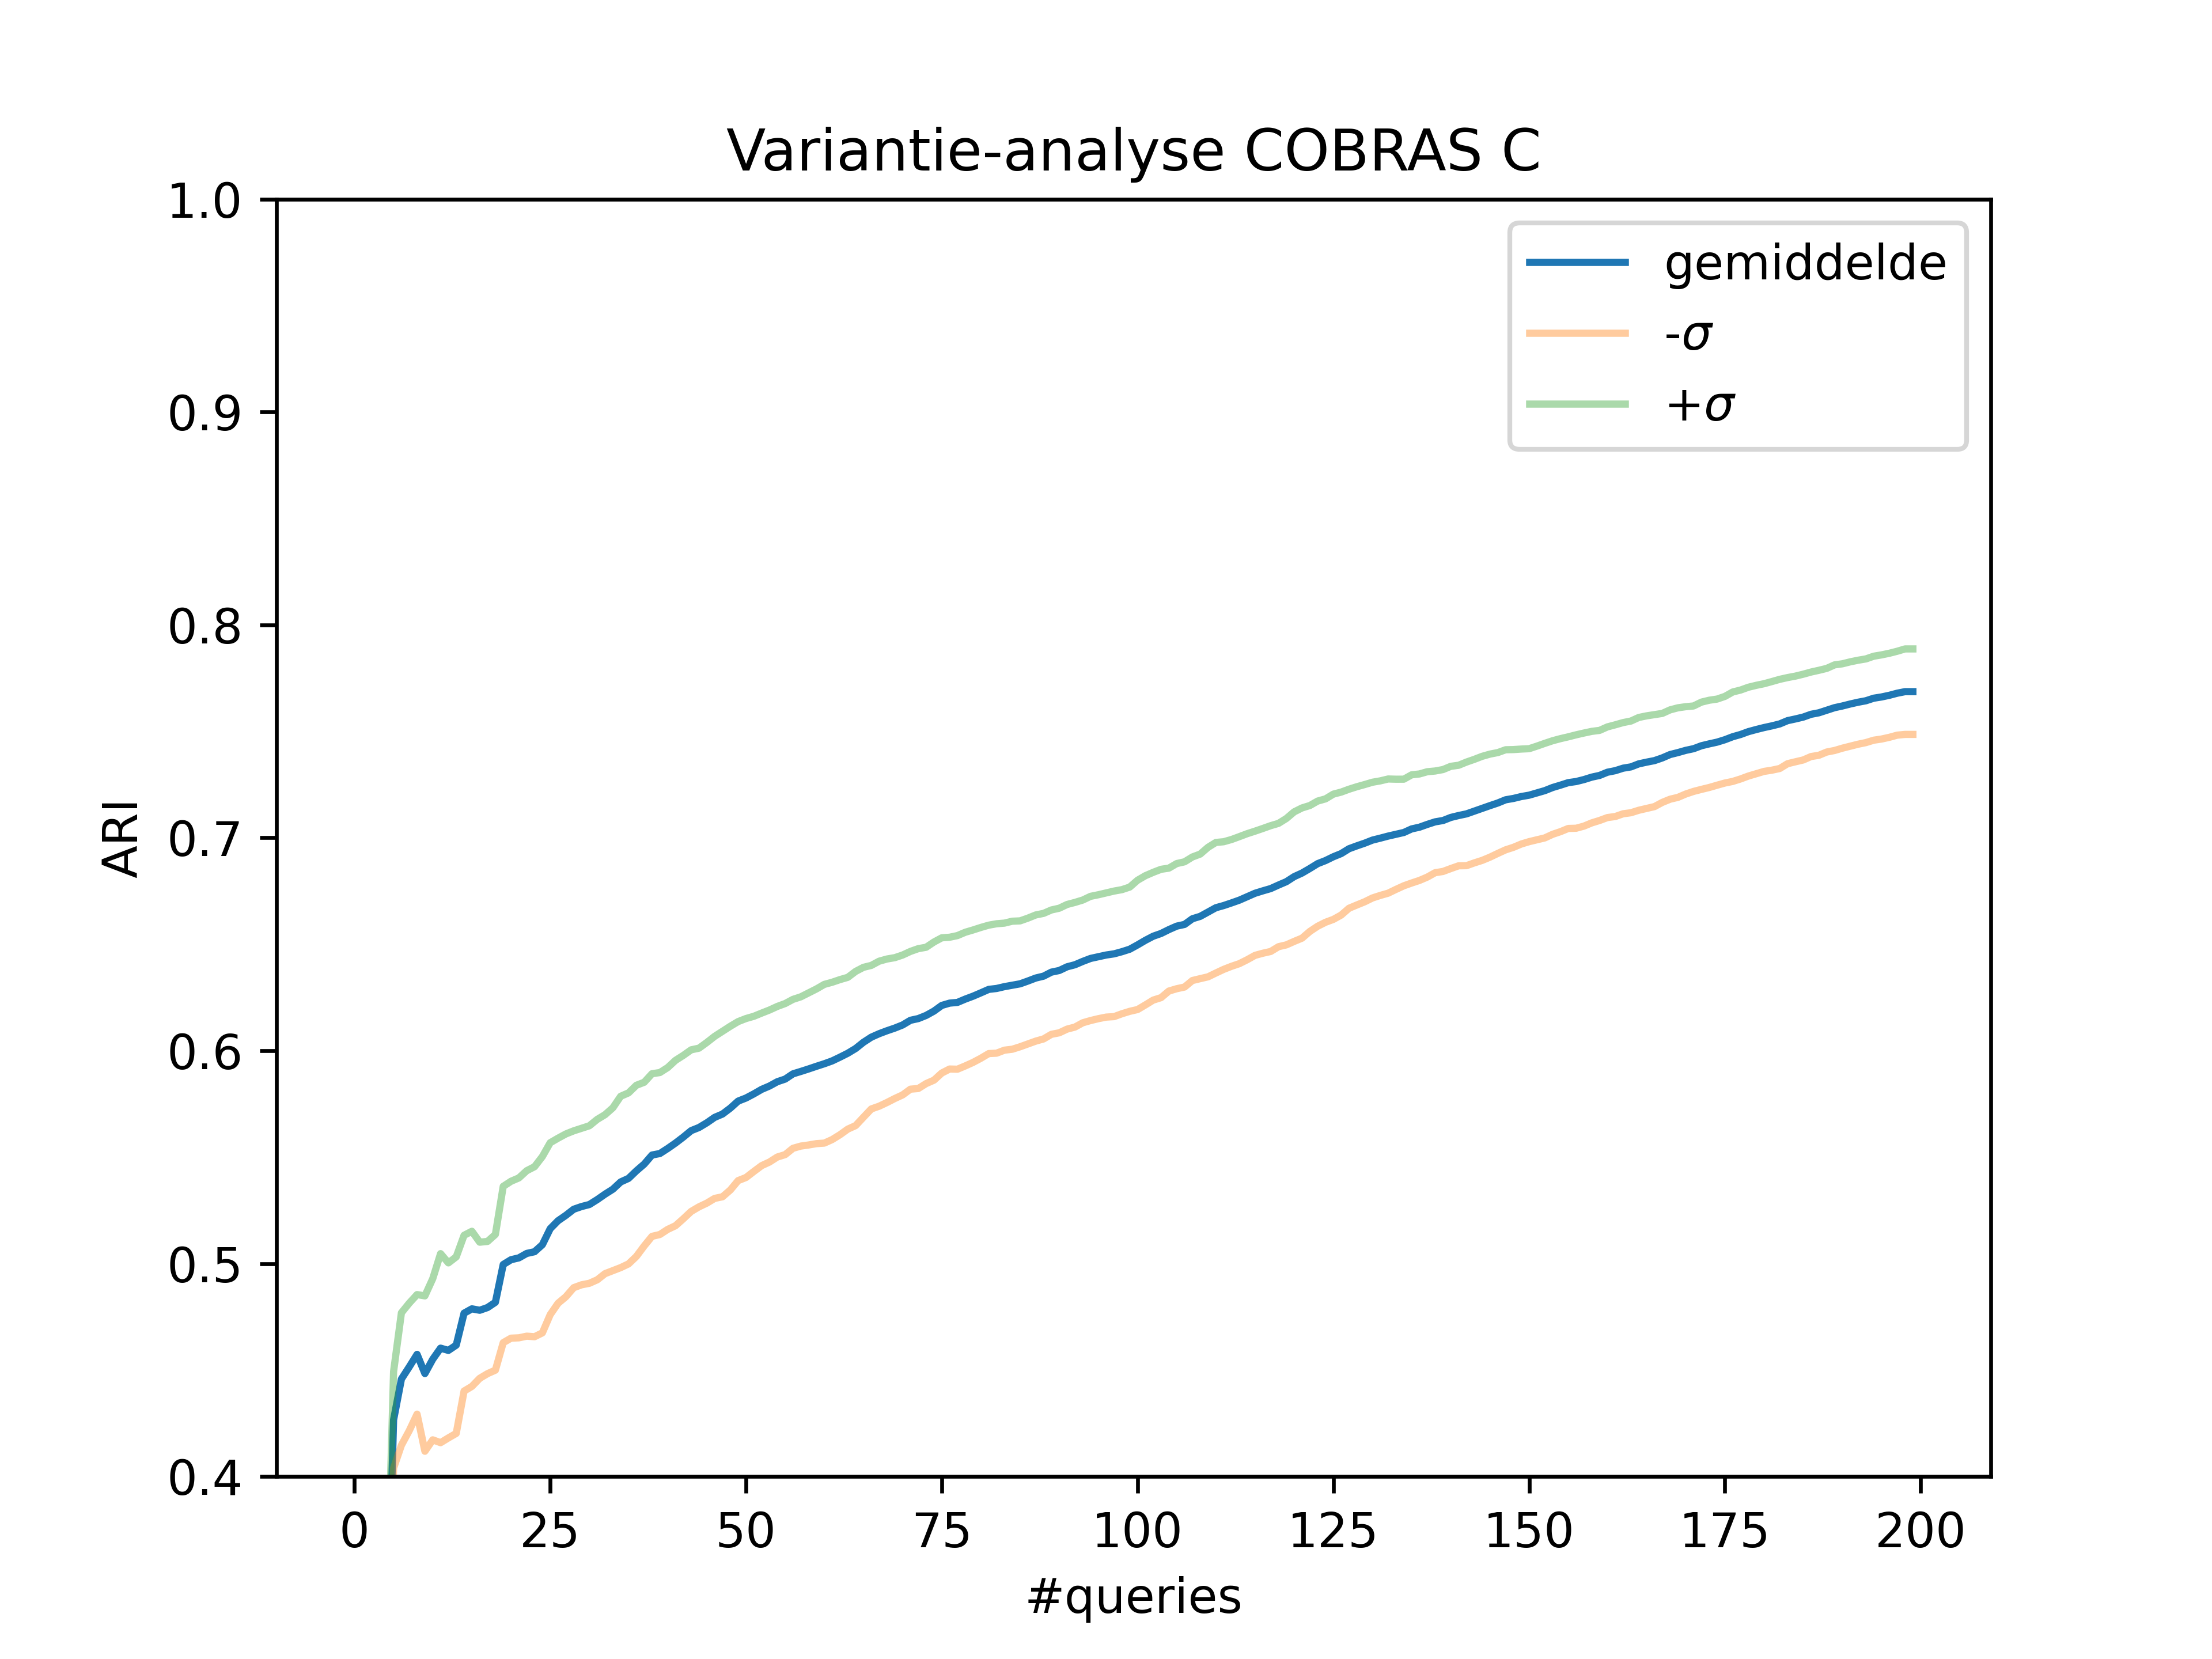 Variantie-analyse COBRAS C
1.0
0.9
0.8
0.7
0.6
0.5
0.4
ARI
gemiddelde
-σ
+σ
0 25 50 75 100 125 150 175 200
#queries